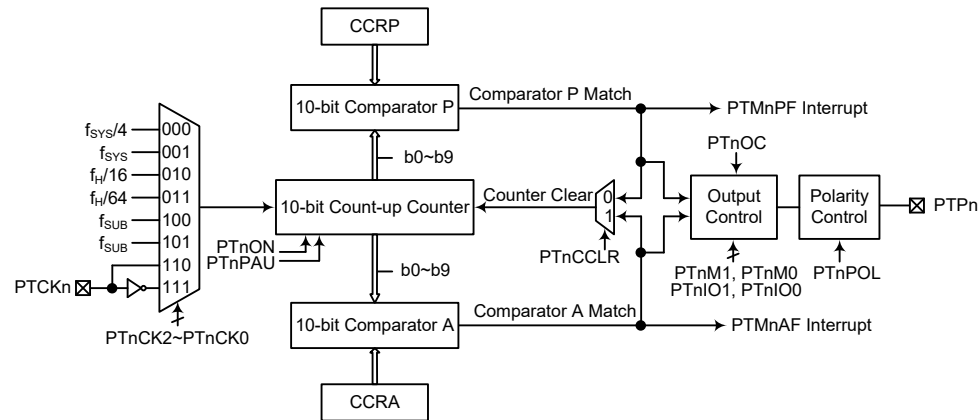 CCRP
10-bit Comparator P
Comparator P Match
PTMnPF Interrupt
fSYS/4
000
fSYS
001
fH/16
010
fH/64
011
fSUB
100
fSUB
101
110
PTCKn
111
PTnCK2~PTnCK0
b0~b9
10-bit Count-up Counter
PTnON
PTnPAU
Counter Clear
0
1
PTnCCLR
PTnOC
Output
Control
PTnM1, PTnM0
PTnIO1, PTnIO0
Polarity
Control
PTnPOL
PTPn
b0~b9
10-bit Comparator A
Comparator A Match
PTMnAF Interrupt
CCRA